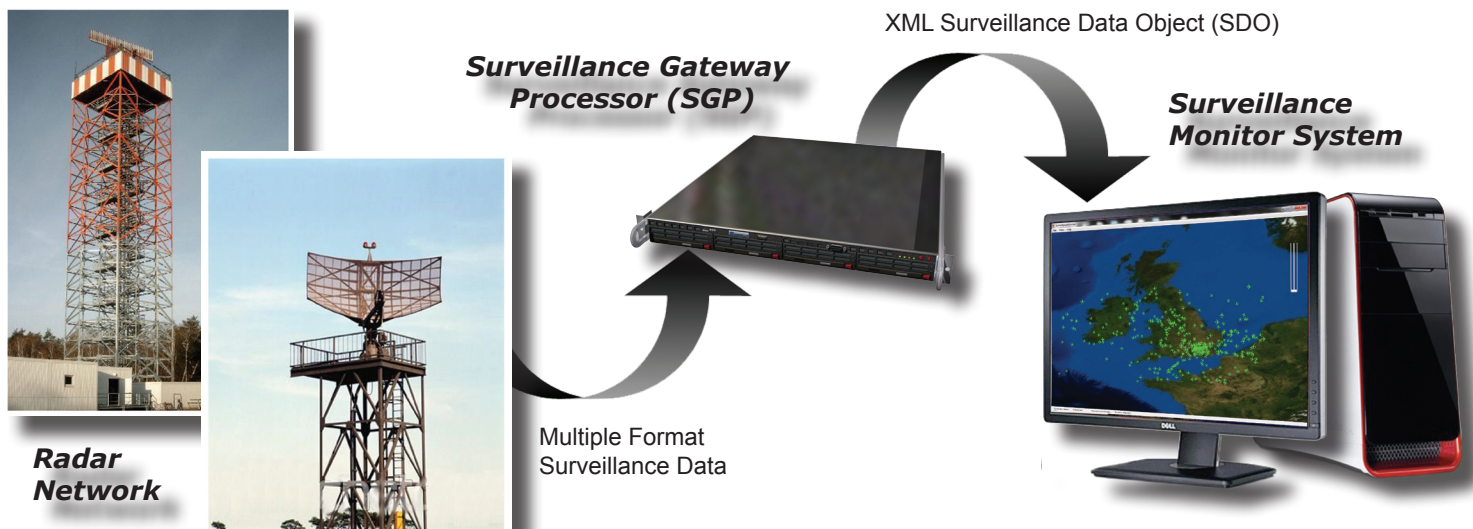 XML Surveillance Data Object (SDO)
Surveillance Gateway
Processor (SGP)
Surveillance
Monitor System
Multiple Format
Surveillance Data
Radar
Network
DELL